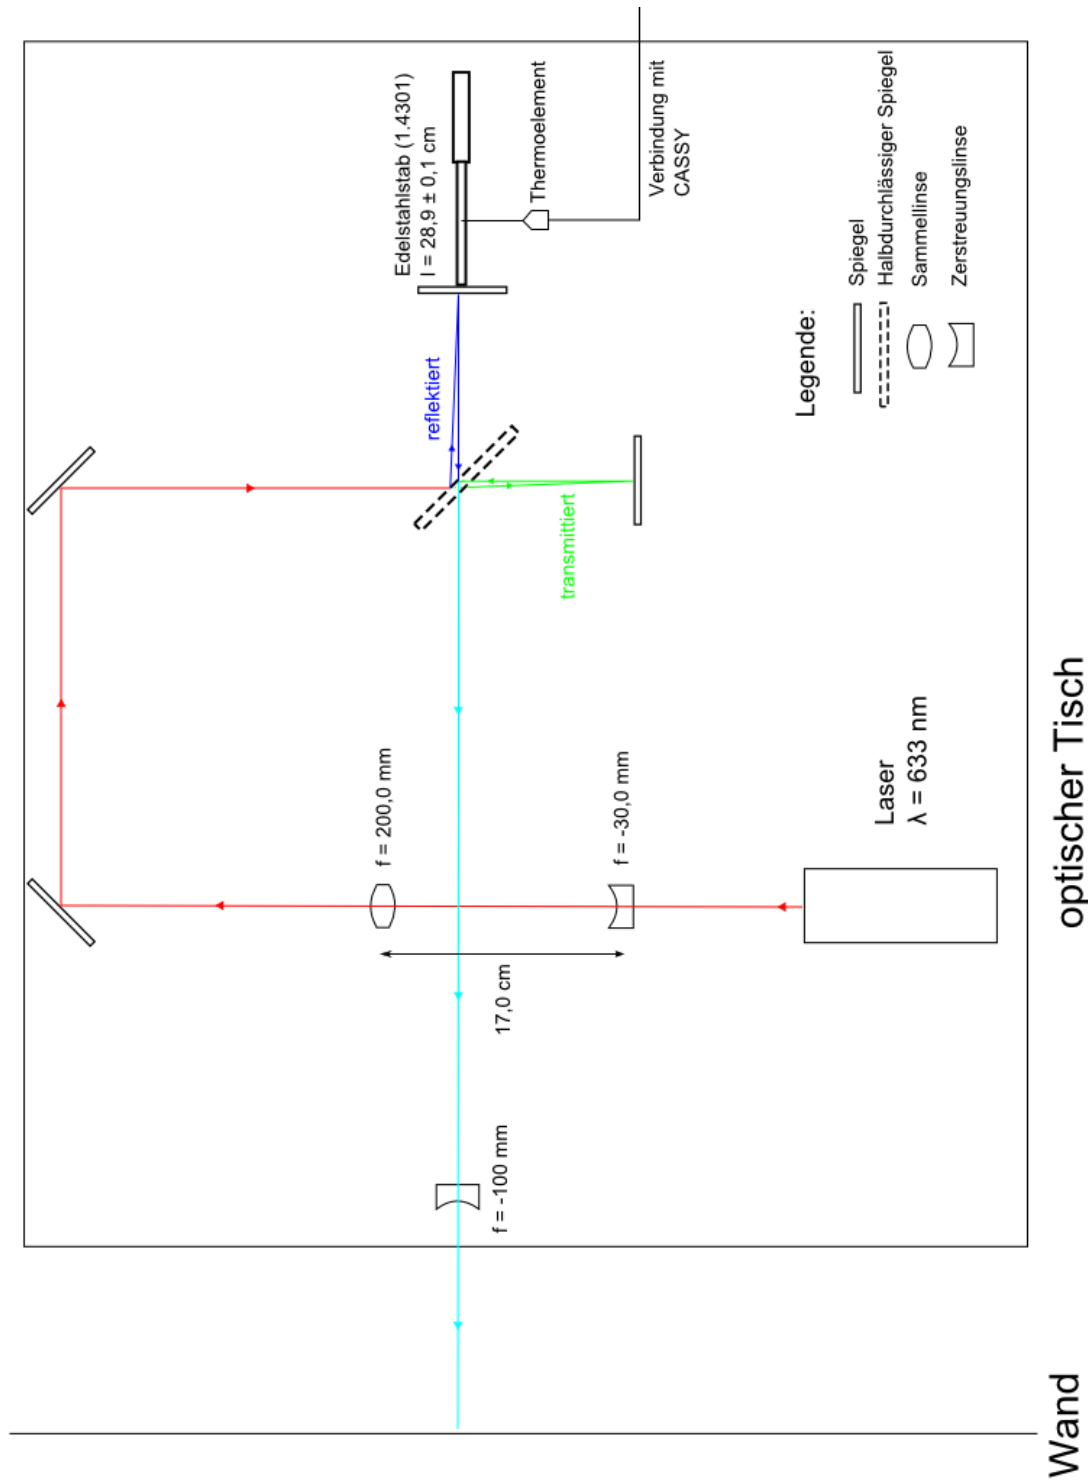 Edelstahlstab (1.4301)
l = 28,9 ± 0,1 cm
Thermoelement
Verbindung mit
CASSY
reflektiert
transmittiert
Legende:
Spiegel
Halbdurchlässiger Spiegel
Sammellinse
Zerstreuungslinse
f = 200,0 mm
f = -30,0 mm
17,0 cm
Laser
λ = 633 nm
f = -100 mm
optischer Tisch
Wand